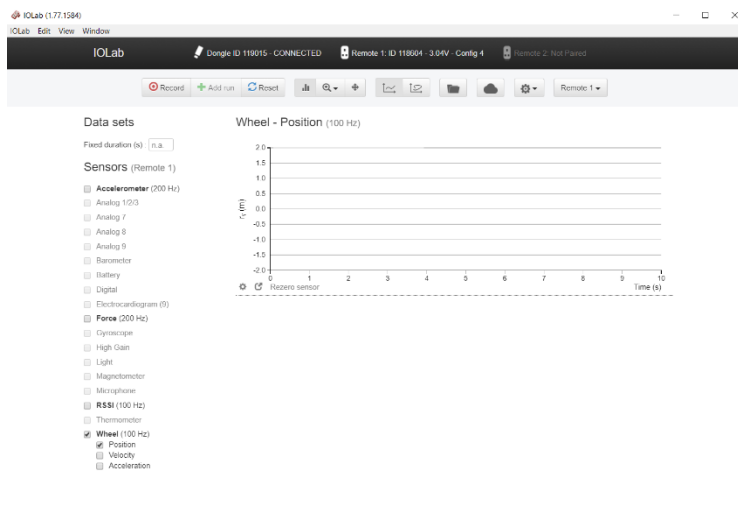 IOLab (1.77.1584)
IOLab Edit View Window
IOLab Dongle ID 119015 - CONNECTED Remote 1: ID 118604 - 3.04V - Config 4 Remote 2: Not Paired
Record Add run Reset Remote 1
Data sets
Fixed duration (s) n.a.
Sensors (Remote 1)
Accelerometer (200 Hz)
Analog 1/2/3
Analog 7
Analog 8
Analog 9
Barometer
Battery
Digital
Electrocardiogram (9)
Force (200 Hz)
Gyroscope
High Gain
Light
Magnetometer
Microphone
RSSI (100 Hz)
Thermometer
Wheel (100 Hz)
Position
Velocity
Acceleration
Wheel - Position (100 Hz)
2.0
1.5
1.0
0.5
0.0
-0.5
-1.0
-1.5
-2.0
ry (m)
0 1 2 3 4 5 6 7 8 9 10
Rezero sensor Time (s)